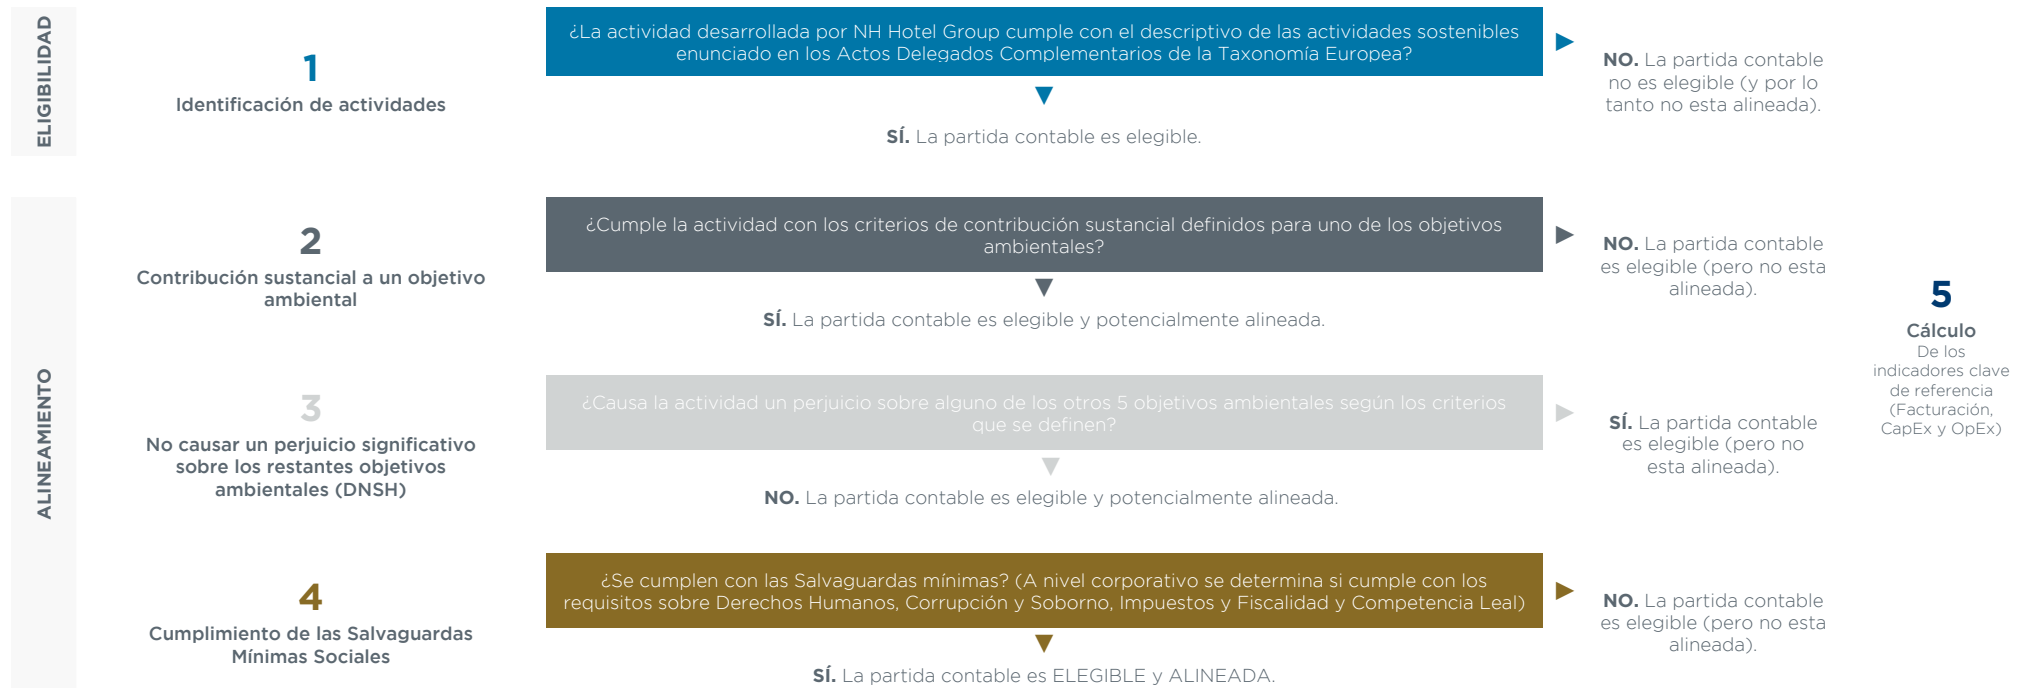 ELIGIBILIDAD
1
Identificación de actividades
¿La actividad desarrollada por NH Hotel Group cumple con el descriptivo de las actividades sostenibles
enunciado en los Actos Delegados Complementarios de la Taxonomía Europea?
SÍ. La partida contable es elegible.
NO. La partida contable
no es elegible (y por lo
tanto no esta alineada).
ALINEAMIENTO
2
Contribución sustancial a un objetivo
ambiental
¿Cumple la actividad con los criterios de contribución sustancial definidos para uno de los objetivos
ambientales?
SÍ. La partida contable es elegible y potencialmente alineada.
NO. La partida contable
es elegible (pero no esta
alineada).
3
No causar un perjuicio significativo
sobre los restantes objetivos
ambientales (DNSH)
¿Causa la actividad un perjuicio sobre alguno de los otros 5 objetivos ambientales según los criterios
que se definen?
NO. La partida contable es elegible y potencialmente alineada.
SÍ. La partida contable
es elegible (pero no
esta alineada).
4
Cumplimiento de las Salvaguardas
Mínimas Sociales
¿Se cumplen con las Salvaguardas mínimas? (A nivel corporativo se determina si cumple con los
requisitos sobre Derechos Humanos, Corrupción y Soborno, Impuestos y Fiscalidad y Competencia Leal)
SÍ. La partida contable es ELEGIBLE y ALINEADA.
NO. La partida contable
es elegible (pero no esta
alineada).
5
Cálculo
De los
indicadores clave
de referencia
(Facturación,
CapEx y OpEx)